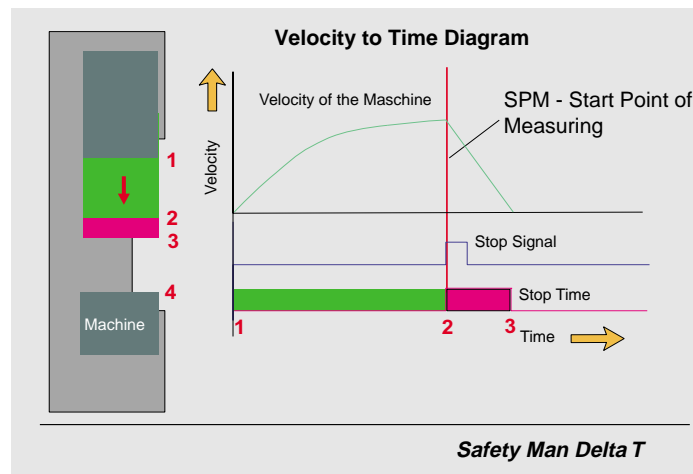 Velocity to Time Diagram
Velocity of the Maschine
SPM - Start Point of
Measuring
Velocity
1
2
3
4
Machine
Stop Signal
Stop Time
1
2
3
Time
Safety Man Delta T